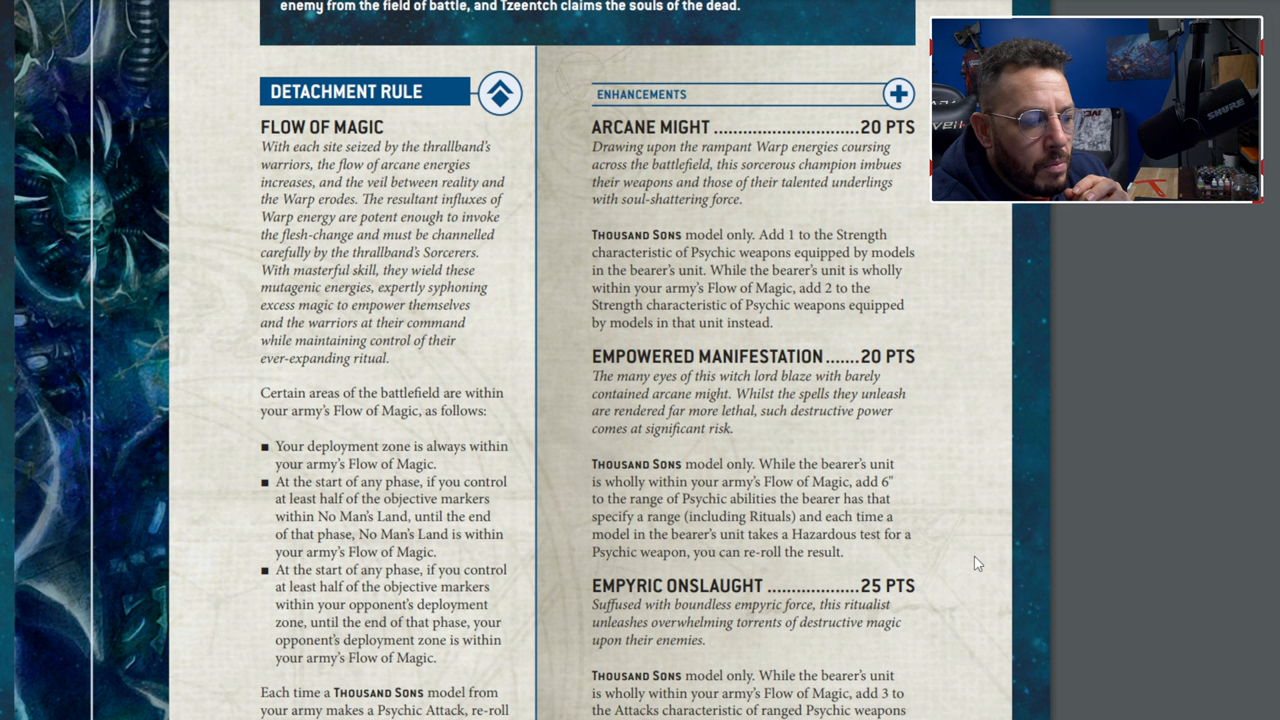 enemy from the field of battle, and Tzeentch claims the souls of the dead.
DETACHMENT RULE
FLOW OF MAGIC
With each site seized by the thrallband's
warriors, the flow of arcane energies
increases, and the veil between reality and
the Warp erodes. The resultant influxes of
Warp energy are potent enough to invoke
the flesh-change and must be channelled
carefully by the thrallband's Sorcerers.
With masterful skill, they wield these
mutagenic energies, expertly syphoning
excess magic to empower themselves
and the warriors at their command
while maintaining control of their
ever-expanding ritual.
Certain areas of the battlefield are within
your army's Flow of Magic, as follows:
■ Your deployment zone is always within
your army's Flow of Magic.
■ At the start of any phase, if you control
at least half of the objective markers
within No Man's Land, until the end
of that phase, No Man's Land is within
your army's Flow of Magic.
■ At the start of any phase, if you control
at least half of the objective markers
within your opponent's deployment
zone, until the end of that phase, your
opponent's deployment zone is within
your army's Flow of Magic.
Each time a THOUSAND SONS model from
your army makes a Psychic Attack, re-roll
ENHANCEMENTS
ARCANE MIGHT ..............................20 PTS
Drawing upon the rampant Warp energies coursing
across the battlefield, this sorcerous champion imbues
their weapons and those of their talented underlings
with soul-shattering force.
THOUSAND SONS model only. Add 1 to the Strength
characteristic of Psychic weapons equipped by models
in the bearer's unit. While the bearer's unit is wholly
within your army's Flow of Magic, add 2 to the
Strength characteristic of Psychic weapons equipped
by models in that unit instead.
EMPOWERED MANIFESTATION.......20 PTS
The many eyes of this witch lord blaze with barely
contained arcane might. Whilst the spells they unleash
are rendered far more lethal, such destructive power
comes at significant risk.
THOUSAND SONS model only. While the bearer's unit
is wholly within your army's Flow of Magic, add 6"
to the range of Psychic abilities the bearer has that
specify a range (including Rituals) and each time a
model in the bearer's unit takes a Hazardous test for a
Psychic weapon, you can re-roll the result.
EMPYRIC ONSLAUGHT ....................25 PTS
Suffused with boundless empyric force, this ritualist
unleashes overwhelming torrents of destructive magic
upon their enemies.
THOUSAND SONS model only. While the bearer's unit
is wholly within your army's Flow of Magic, add 3 to
the Attacks characteristic of ranged Psychic weapons
SHURE